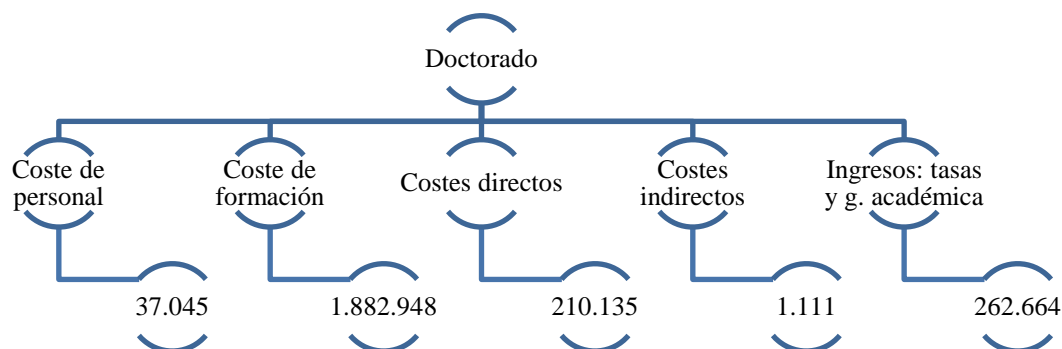 Doctorado
Coste de
personal
Coste de
formación
Costes directos
Costes
indirectos
Ingresos: tasas
y g. académica
37.045
1.882.948
210.135
1.111
262.664